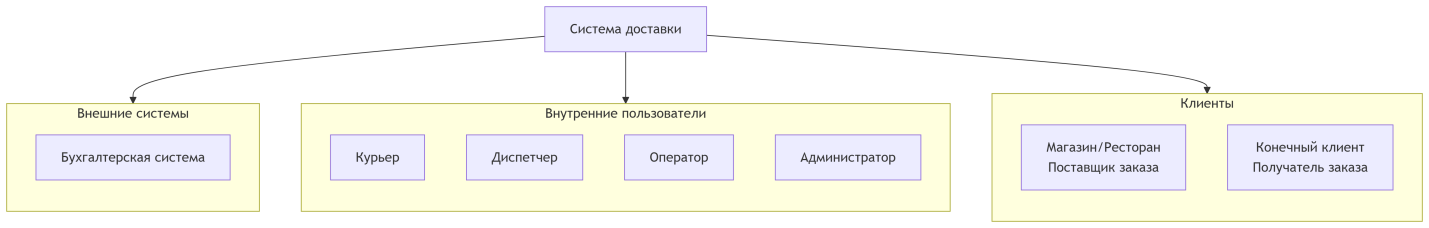 Система доставки
Внешние системы
Бухгалтерская система
Внутренние пользователи
Курьер
Диспетчер
Оператор
Администратор
Клиенты
Магазин/Ресторан
Поставщик заказа
Конечный клиент
Получатель заказа